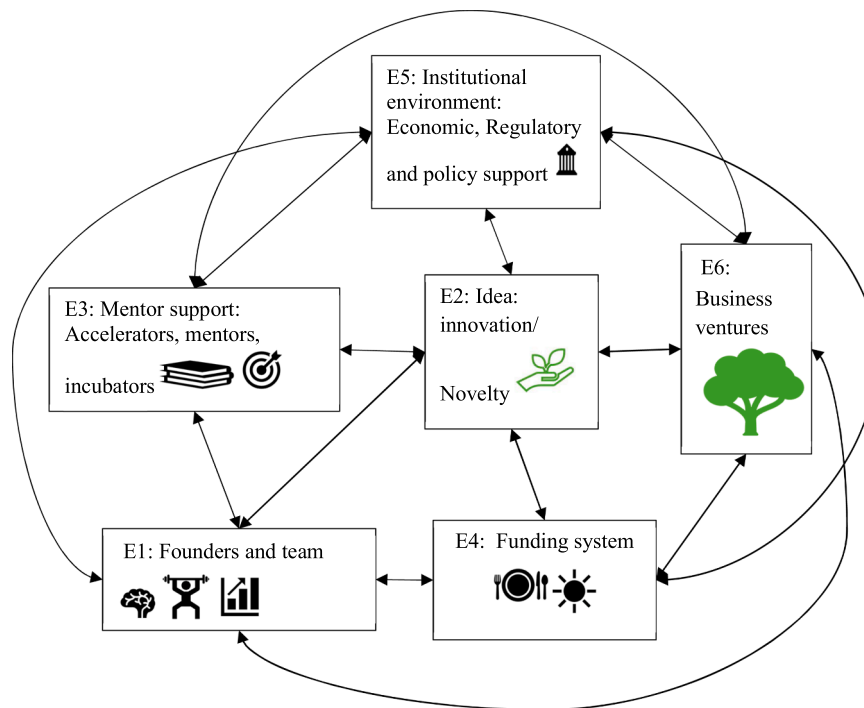 E5: Institutional
environment:
Economic, Regulatory
and policy support
E3: Mentor support:
Accelerators, mentors,
incubators
E2: Idea:
innovation/
Novelty
E6:
Business
ventures
E1: Founders and team
E4: Funding system